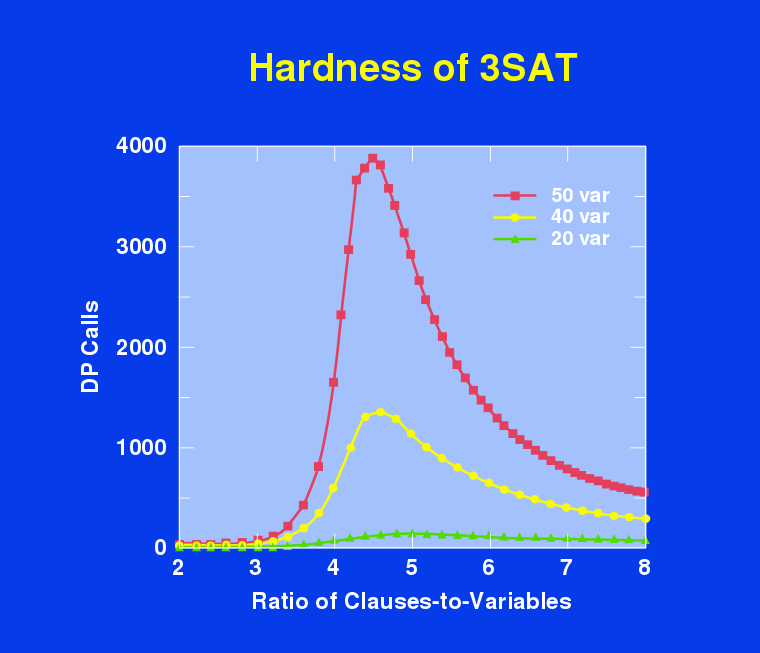 Hardness of 3SAT
4000
3000
2000
1000
0
50 var
40 var
20 var
DP Calls
2 3 4 5 6 7 8
Ratio of Clauses-to-Variables